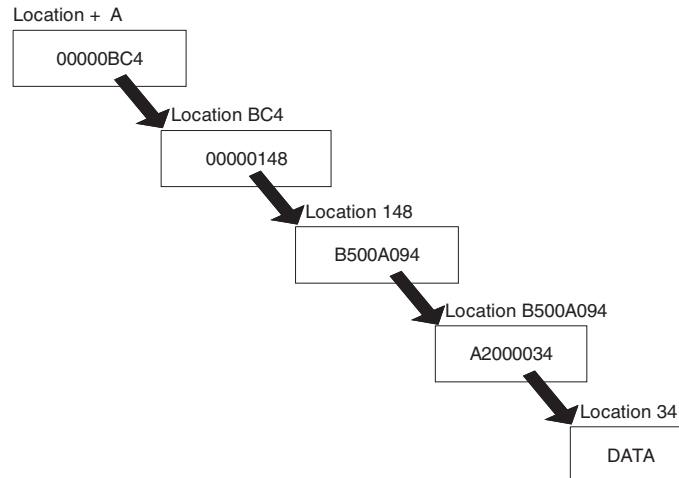 Location + A
00000BC4
Location BC4
00000148
Location 148
B500A094
Location B500A094
A2000034
Location 34
DATA